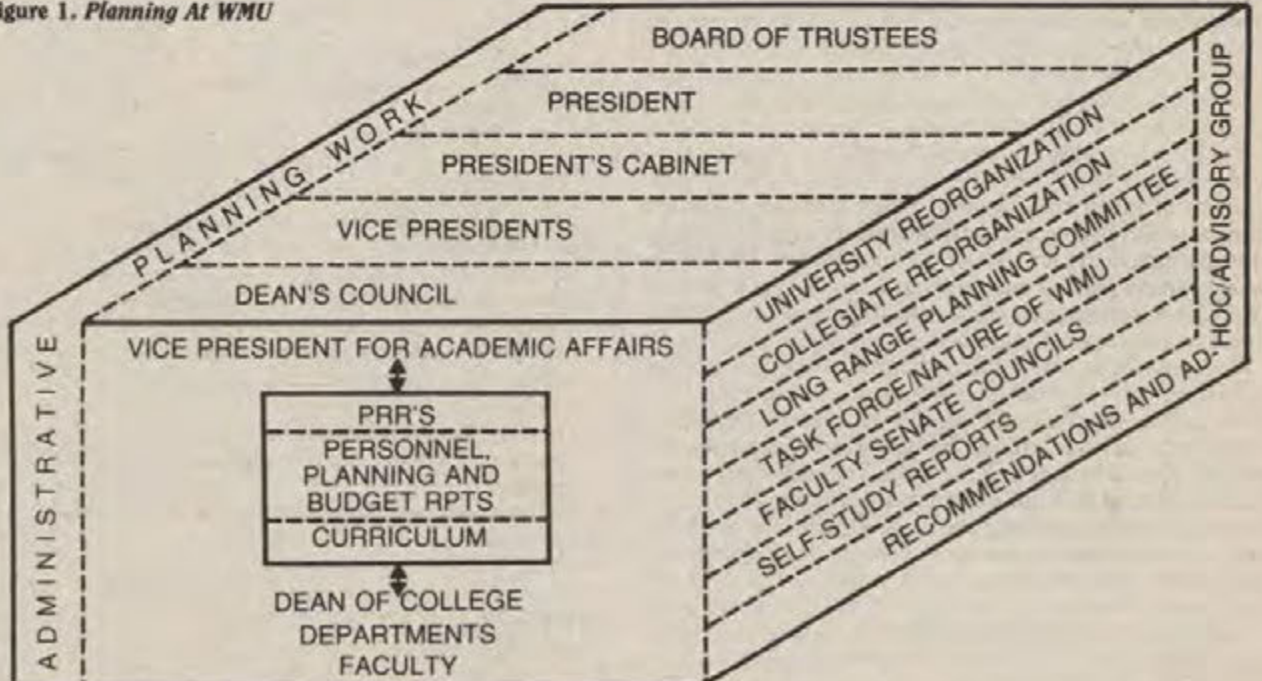 igure 1. Planning At WMU
BOARD OF TRUSTEES
PRESIDENT
PRESIDENT'S CABINET
VICE PRESIDENTS
DEAN'S COUNCIL
PLANNING WORK
ADMINISTRATIVE
VICE PRESIDENT FOR ACADEMIC AFFAIRS
PRR'S
PERSONNEL,
PLANNING AND
BUDGET RPTS
CURRICULUM
DEAN OF COLLEGE
DEPARTMENTS
FACULTY
UNIVERSITY REORGANIZATION
COLLEGIATE REORGANIZATION
LONG RANGE PLANNING COMMITTEE
TASK FORCE/NATURE OF WMU
FACULTY SENATE COUNCILS
SELF-STUDY REPORTS
RECOMMENDATIONS AND AD-
HOC/ADVISORY GROUP